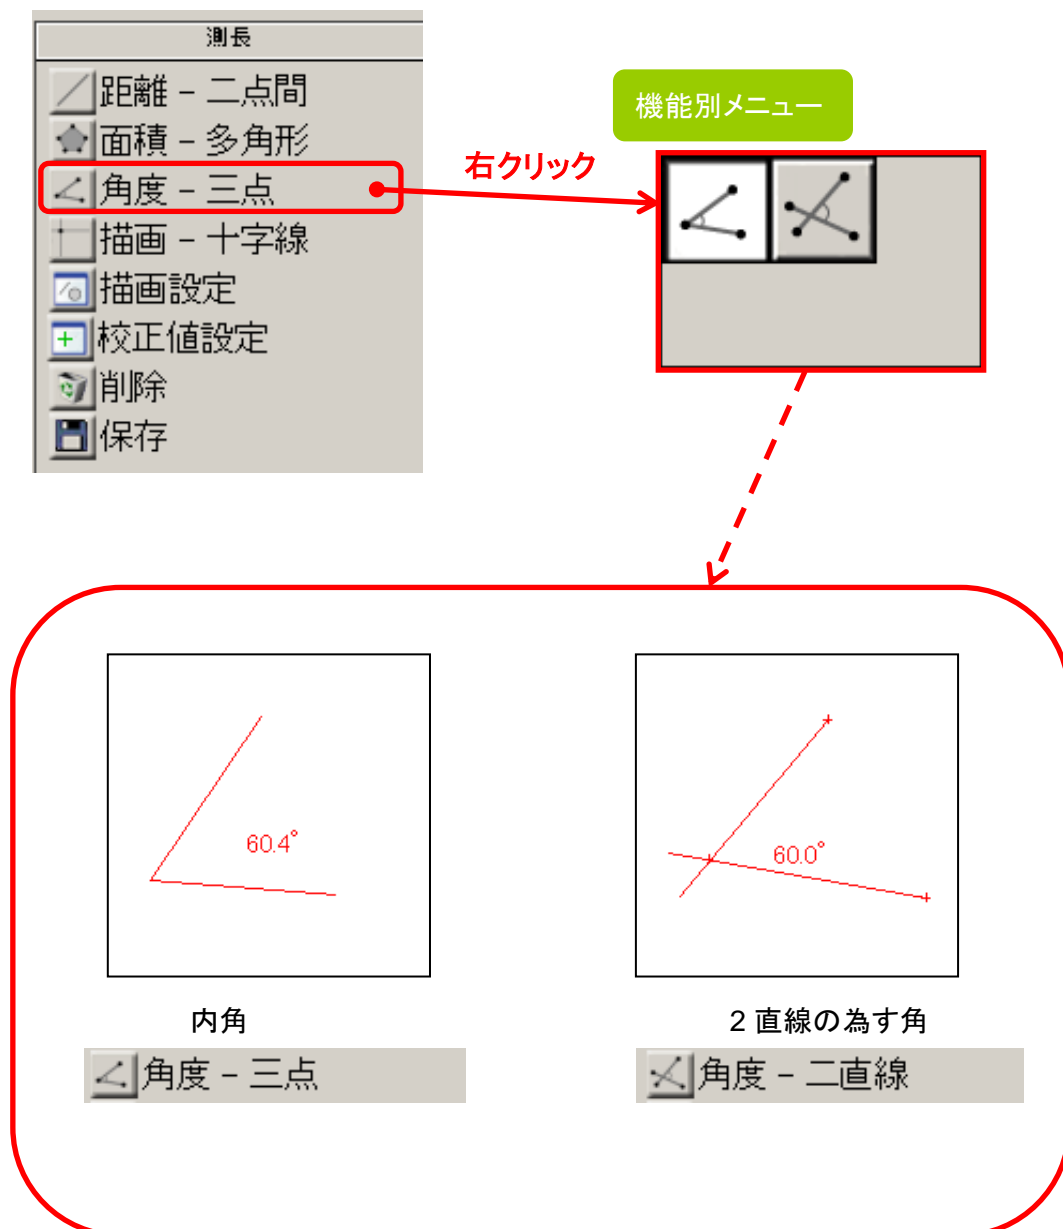 測長
距離 − 二点間
面積 − 多角形
角度 − 三点
描画 − 十字線
描画設定
校正値設定
削除
保存
右クリック
機能別メニュー
60.4°
60.0°
内角
2 直線の為す角
角度 − 三点
角度 − 二直線